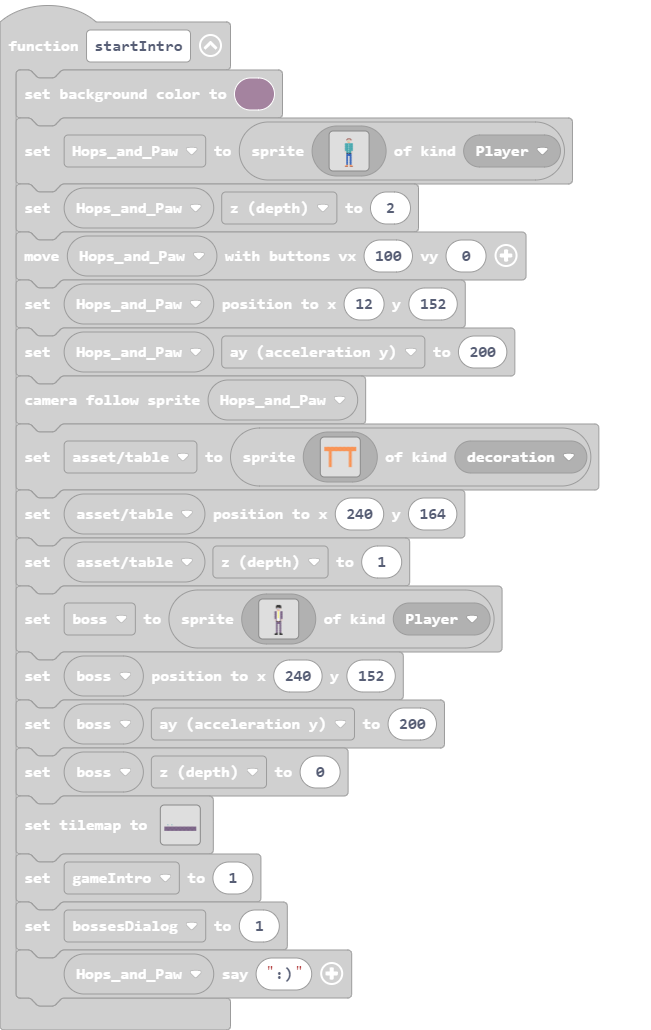 function startIntro
set background color to
set Hops_and_Paw to sprite of kind Player
set Hops_and_Paw z (depth) to 2
move Hops_and_Paw with buttons vx 100 vy 0
set Hops_and_Paw position to x 12 y 152
set Hops_and_Paw ay (acceleration y) to 200
camera follow sprite Hops_and_Paw
set asset/table to sprite of kind decoration
set asset/table position to x 240 y 164
set asset/table z (depth) to 1
set boss to sprite of kind Player
set boss position to x 240 y 152
set boss ay (acceleration y) to 200
set boss z (depth) to 0
set tilemap to
set gameIntro to 1
set bossesDialog to 1
Hops_and_Paw say ":)"